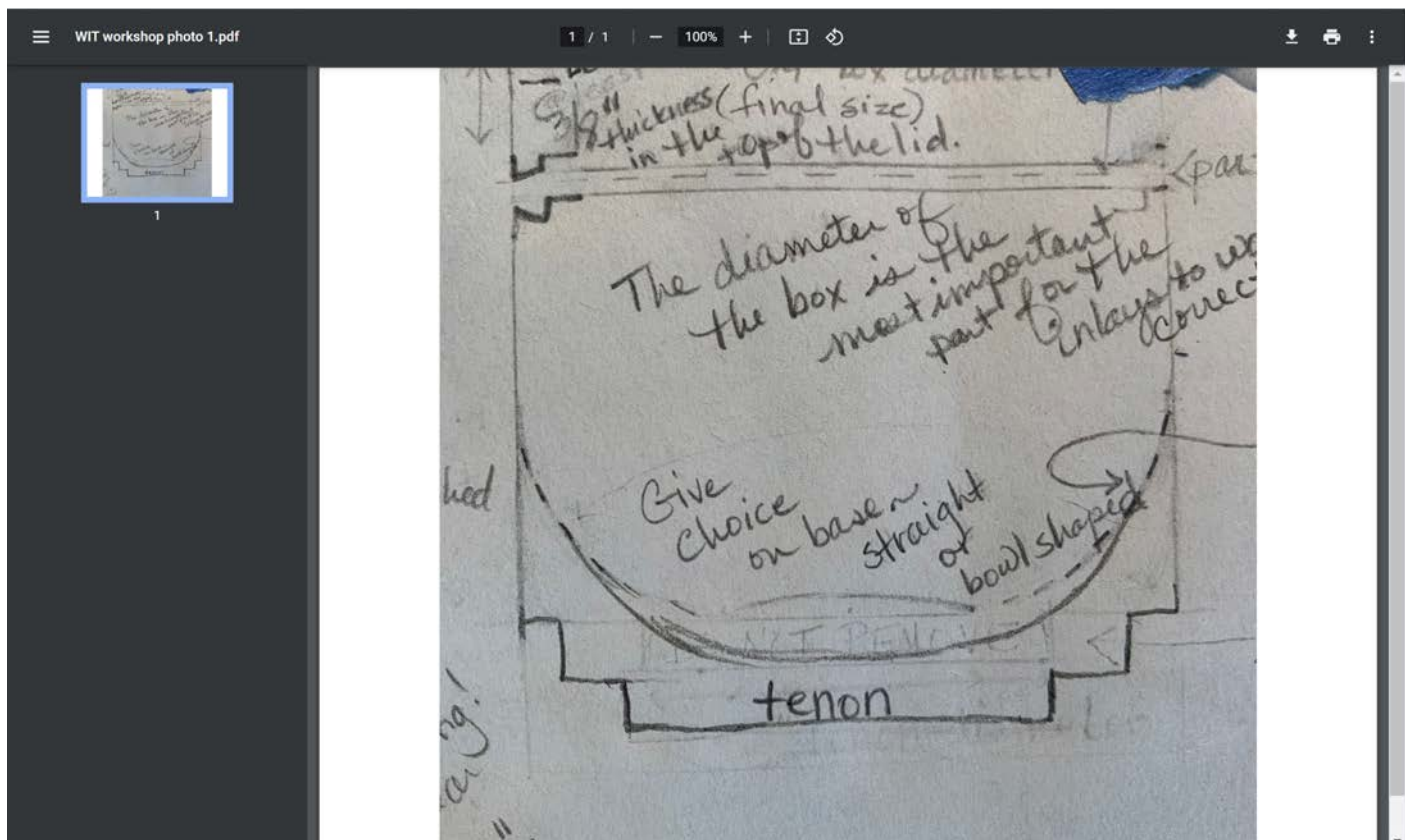 WIT workshop photo 1.pdf
1 / 1
100%
1
box diameter
3/8"
thickness (final size)
in the top of the lid.
The diameter of
the box is the
most important
part for the
inlays to
Give
choice
on base~
straight
or
bowl shaped
tenon